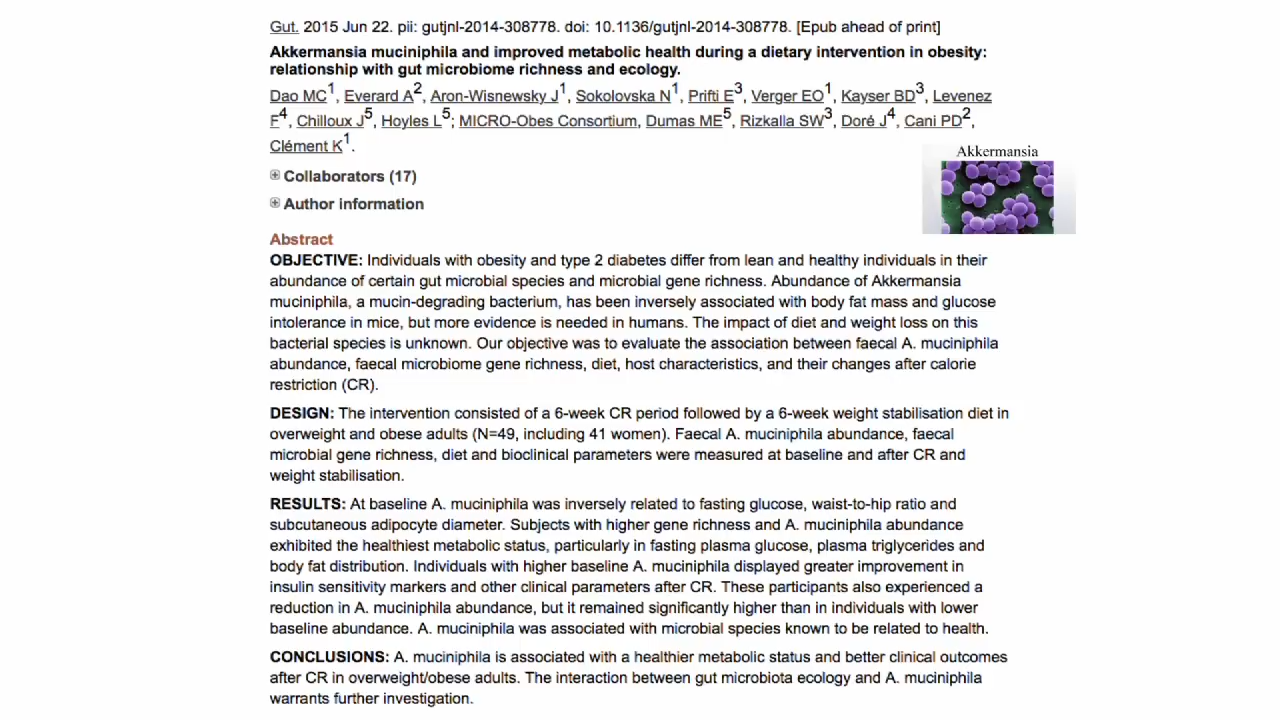 Gut. 2015 Jun 22. pii: gutjnl-2014-308778. doi: 10.1136/gutjnl-2014-308778. [Epub ahead of print]
Akkermansia muciniphila and improved metabolic health during a dietary intervention in obesity:
relationship with gut microbiome richness and ecology.
Dao MC1, Everard A2, Aron-Wisnewsky J1, Sokolovska N1, Prifti E3, Verger EO1, Kayser BD3, Levenez
F4, Chilloux J5, Hoyles L5; MICRO-Obes Consortium, Dumas ME5, Rizkalla SW3, Doré J4, Cani PD2,
Clément K1.
Akkermansia
Collaborators (17)
Author information
Abstract
OBJECTIVE: Individuals with obesity and type 2 diabetes differ from lean and healthy individuals in their
abundance of certain gut microbial species and microbial gene richness. Abundance of Akkermansia
muciniphila, a mucin-degrading bacterium, has been inversely associated with body fat mass and glucose
intolerance in mice, but more evidence is needed in humans. The impact of diet and weight loss on this
bacterial species is unknown. Our objective was to evaluate the association between faecal A. muciniphila
abundance, faecal microbiome gene richness, diet, host characteristics, and their changes after calorie
restriction (CR).
DESIGN: The intervention consisted of a 6-week CR period followed by a 6-week weight stabilisation diet in
overweight and obese adults (N=49, including 41 women). Faecal A. muciniphila abundance, faecal
microbial gene richness, diet and bioclinical parameters were measured at baseline and after CR and
weight stabilisation.
RESULTS: At baseline A. muciniphila was inversely related to fasting glucose, waist-to-hip ratio and
subcutaneous adipocyte diameter. Subjects with higher gene richness and A. muciniphila abundance
exhibited the healthiest metabolic status, particularly in fasting plasma glucose, plasma triglycerides and
body fat distribution. Individuals with higher baseline A. muciniphila displayed greater improvement in
insulin sensitivity markers and other clinical parameters after CR. These participants also experienced a
reduction in A. muciniphila abundance, but it remained significantly higher than in individuals with lower
baseline abundance. A. muciniphila was associated with microbial species known to be related to health.
CONCLUSIONS: A. muciniphila is associated with a healthier metabolic status and better clinical outcomes
after CR in overweight/obese adults. The interaction between gut microbiota ecology and A. muciniphila
warrants further investigation.